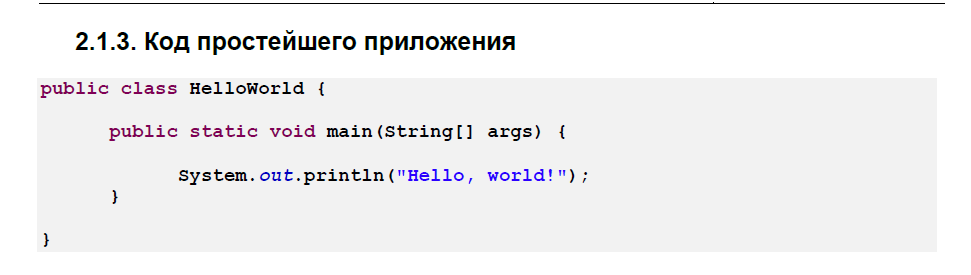 2.1.3. Код простейшего приложения
public class HelloWorld {
public static void main(String[] args) {
System.out.println("Hello, world!");
}
}